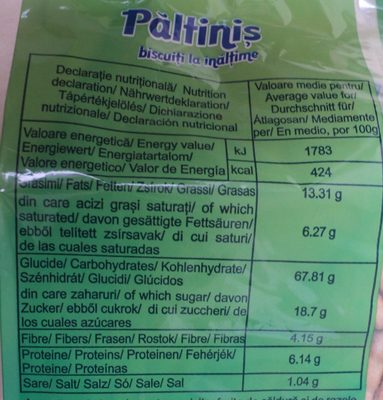 Păltiniș
biscuiți la înălțime
Declarație nutrițională/ Nutrition
declaration/ Nährwertdeklaration/
Tápértékjelölés/ Dichiarazione
nutrizionale/ Declaración nutricional
Valoare medie pentru/
Average value for/
Durchschnitt für/
Átlagosan/ Mediamente
per/ En medio, por 100g
Valoare energetică/ Energy value/
Energiewert/ Energiatartalom/
Valore energetico/ Valor de Energía
kJ 1783
kcal 424
Grăsimi/ Fats/ Fetten/ Zsírok/ Grassi/ Grasas 13.31 g
din care acizi grași saturați/ of which
saturated/ davon gesättigte Fettsäuren/
ebből telített zsírsavak/ di cui saturi/
de las cuales saturadas
6.27 g
Glucide/ Carbohydrates/ Kohlenhydrate/
Szénhidrát/ Glucidi/ Glúcidos
67.81 g
din care zaharuri/ of which sugar/ davon
Zucker/ ebből cukrok/ di cui zuccheri/ de
los cuales azúcares
18.7 g
Fibre/ Fibers/ Frasen/ Rostok/ Fibre/ Fibras 4.15 g
Proteine/ Proteins/ Proteinen/ Fehérjék/
Proteine/ Proteínas
6.14 g
Sare/ Salt/ Salz/ Só/ Sale/ Sal 1.04 g